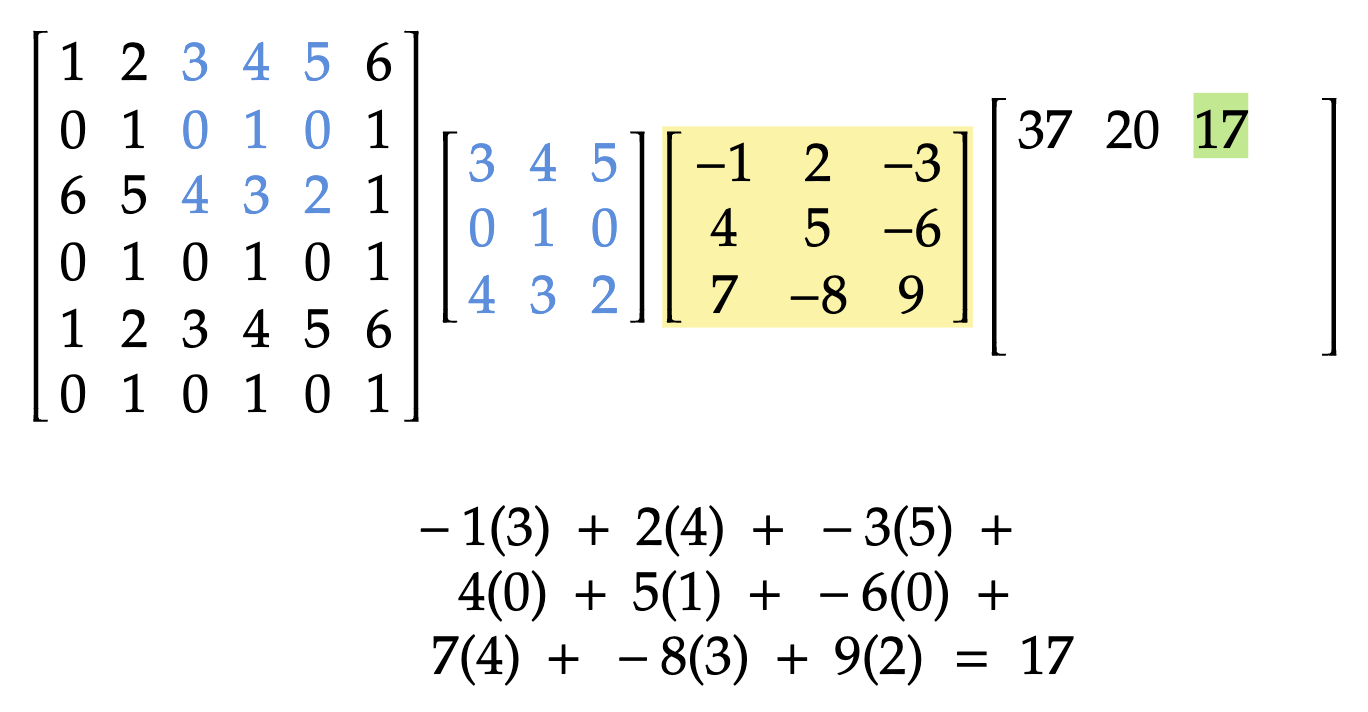 1 2 3 4 5 6
0 1 0 1 0 1
6 5 4 3 2 1
0 1 0 1 0 1
1 2 3 4 5 6
0 1 0 1 0 1
3 4 5
0 1 0
4 3 2
−1 2 −3
4 5 −6
7 −8 9
37 20 17
− 1(3) + 2(4) + − 3(5) +
4(0) + 5(1) + − 6(0) +
7(4) + − 8(3) + 9(2) = 17